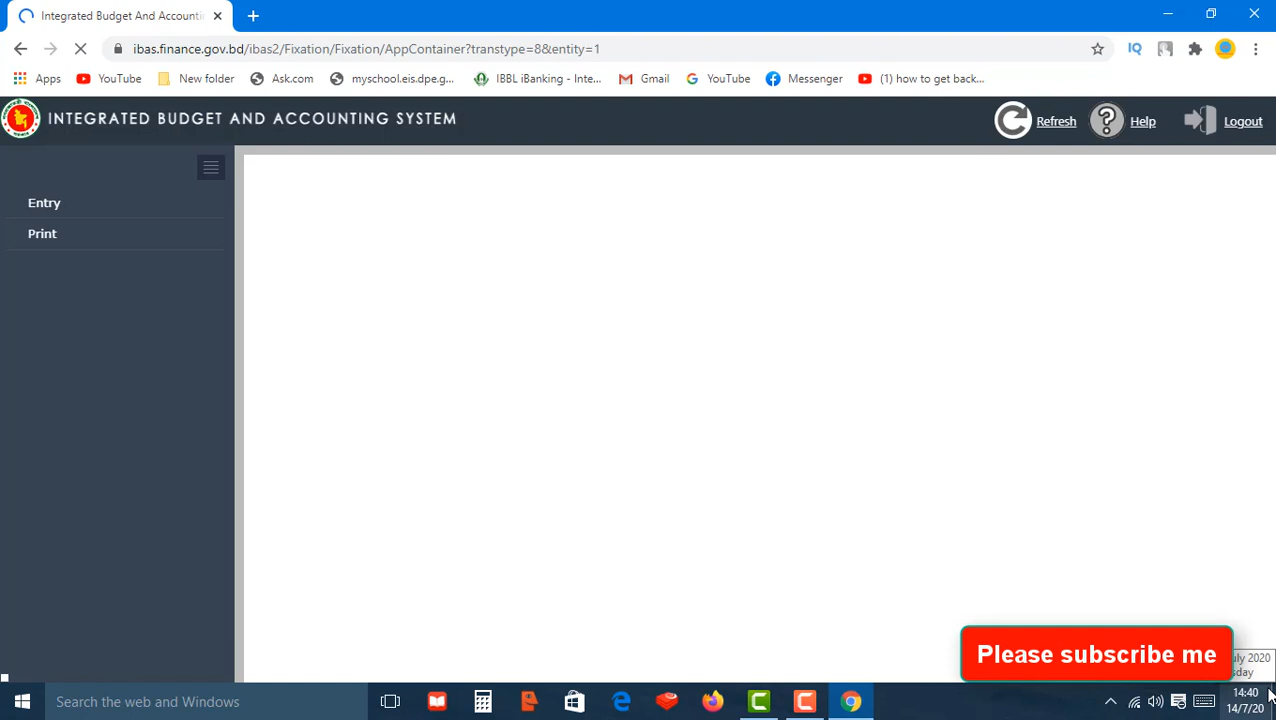 Integrated Budget And Accounti
ibas.finance.gov.bd/ibas2/Fixation/Fixation/AppContainer?transtype=8&entity=1
Apps YouTube New folder Ask.com myschool.eis.dpe.g... IBBL iBanking - Inte... Gmail YouTube Messenger (1) how to get back...
INTEGRATED BUDGET AND ACCOUNTING SYSTEM
Refresh Help Logout
Entry
Print
Please subscribe me
uly 2020
sday
Search the web and Windows
14:40
14/7/20